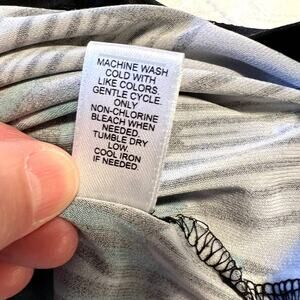 MACHINE WASH
COLD WITH
LIKE COLORS.
GENTLE CYCLE.
ONLY
NON-CHLORINE
BLEACH WHEN
NEEDED.
TUMBLE DRY
LOW.
COOL IRON
IF NEEDED.